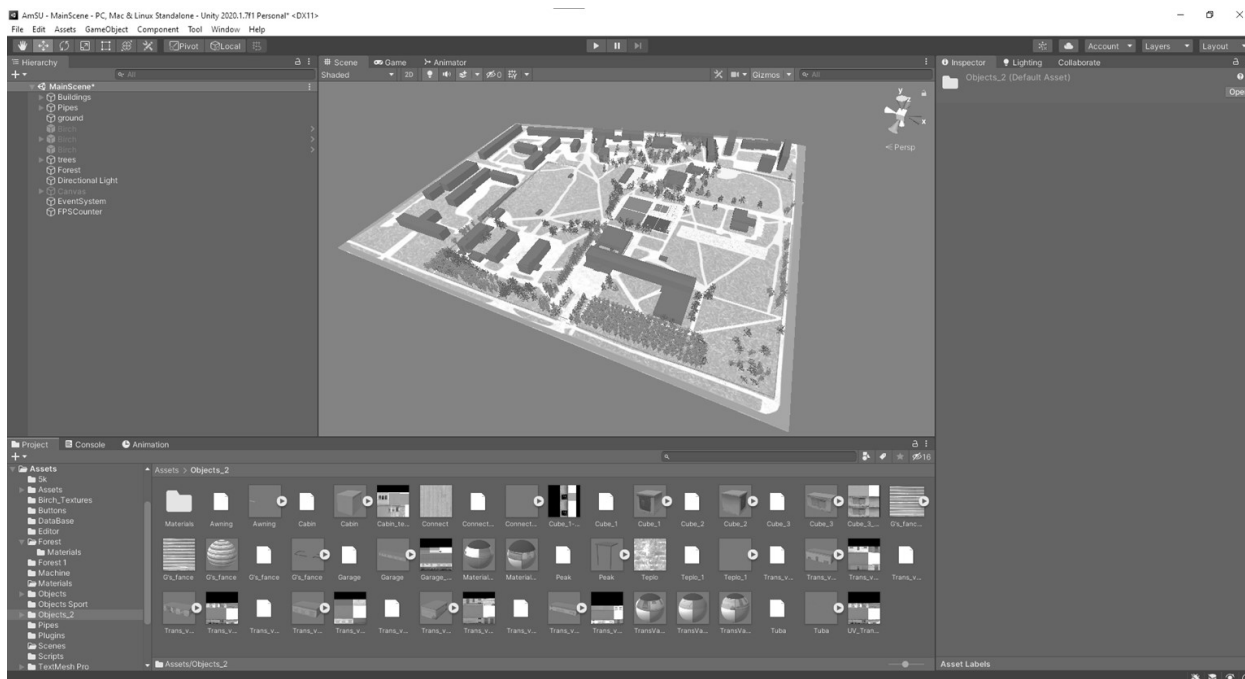 AmSU - MainScene - PC, Mac & Linux Standalone - Unity 2020.1.7f1 Personal* <DX11>
File Edit Assets GameObject Component Tool Window Help
Pivot Local Account Layers Layout
Hierarchy
All
MainScene*
Buildings
Pipes
ground
Birch
Birch
Birch
trees
Forest
Directional Light
Canvas
EventSystem
FPSCounter
Scene Game Animator
Shaded 2D 0 Gizmos All
y
z
x
Persp
Inspector Lighting Collaborate
Objects_2 (Default Asset)
Ope
Project Console Animation
16
Assets
5k
Assets
Birch_Textures
Buttons
DataBase
Editor
Forest
Materials
Forest 1
Machine
Materials
Objects
Objects Sport
Objects_2
Pipes
Plugins
Scenes
Scripts
TextMesh Pro
Assets > Objects_2
Materials Awning Awning Cabin Cabin Cabin_te... Connect Connect... Connect... Cube_1-... Cube_1 Cube_1 Cube_2 Cube_2 Cube_3 Cube_3 Cube_3_... G's_fanc...
G's_fance G's_fance G's_fance G's_fance Garage Garage Garage_... Material... Material... Peak Peak Teplo Teplo_1 Teplo_1 Trans_v... Trans_v... Trans_v... Trans_v...
Trans_v... Trans_v... Trans_v... Trans_v... Trans_v... Trans_v... Trans_v... Trans_v... Trans_v... Trans_v... Trans_v... TransVa... TransVa... TransVa... Tuba Tuba UV_Tran...
Assets/Objects_2
Asset Labels